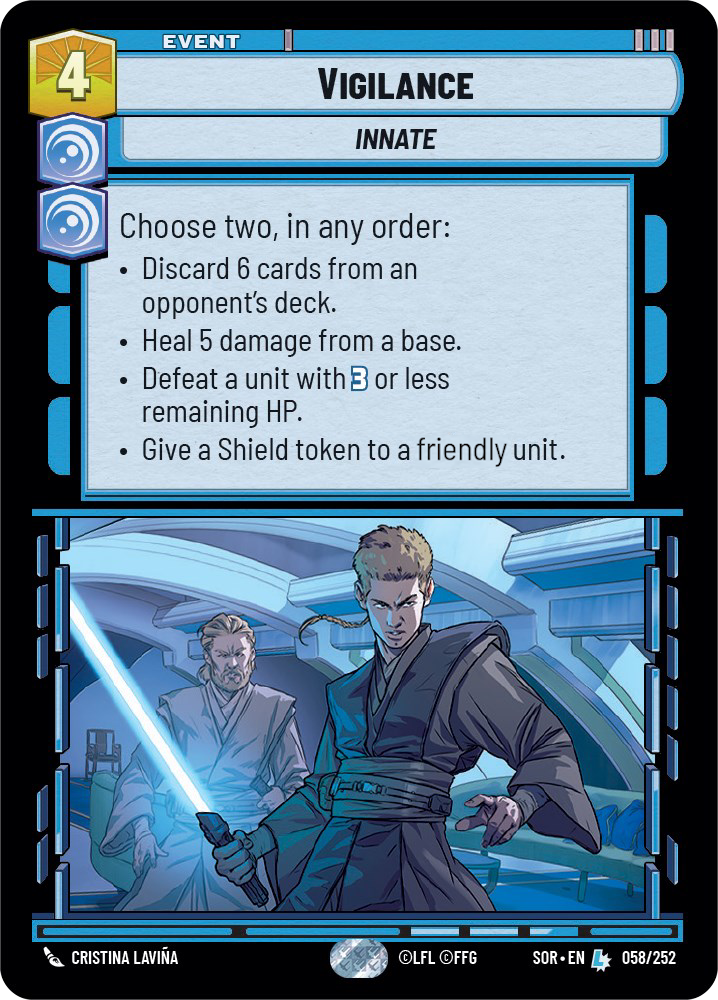 EVENT
4
VIGILANCE
INNATE
Choose two, in any order:
• Discard 6 cards from an
opponent's deck.
• Heal 5 damage from a base.
• Defeat a unit with 3 or less
remaining HP.
• Give a Shield token to a friendly unit.
CRISTINA LAVIÑA ©LFL ©FFG SOR • EN L 058/252